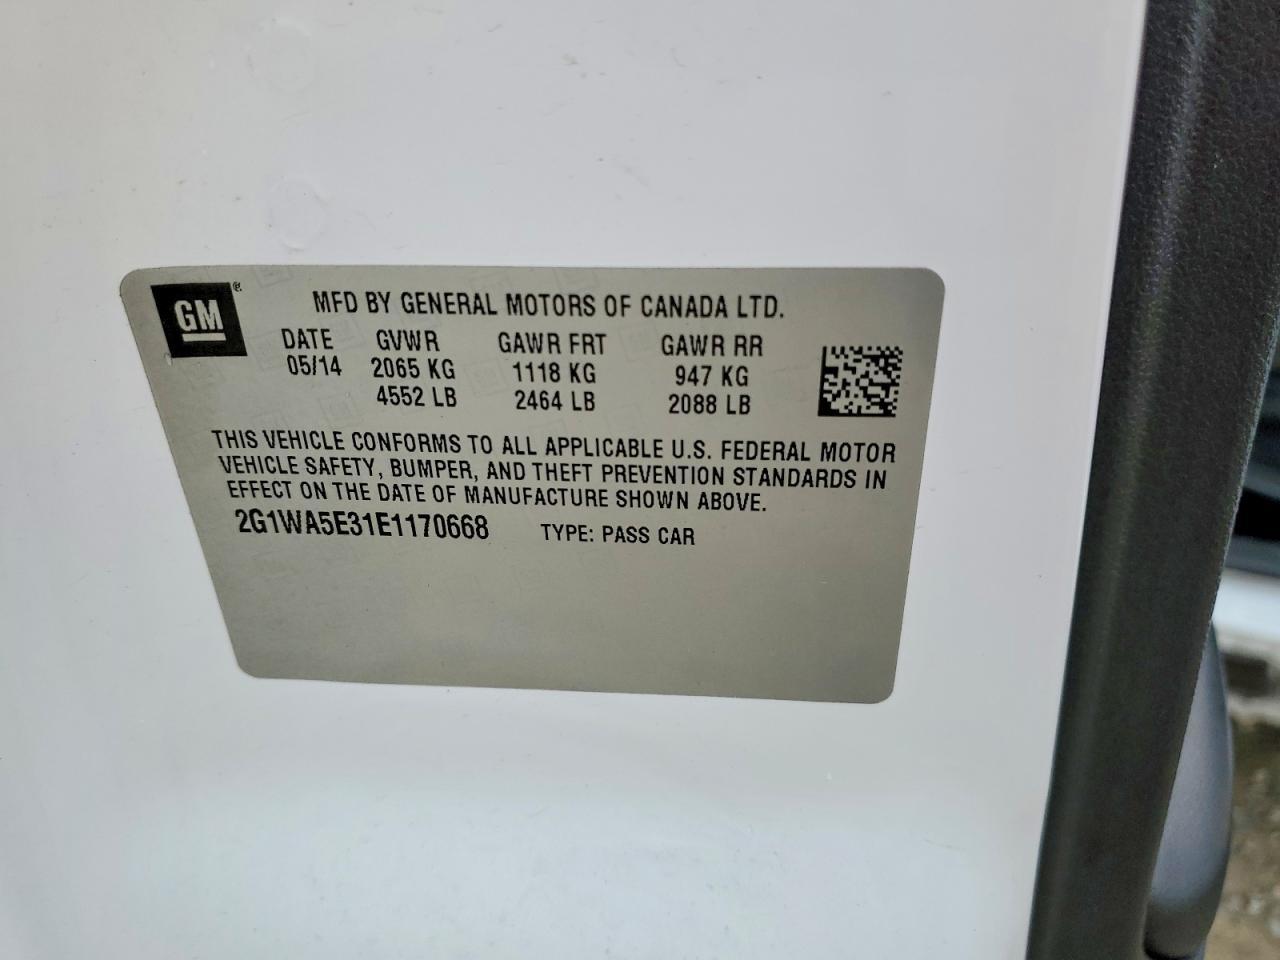 GM®
MFD BY GENERAL MOTORS OF CANADA LTD.
DATE GVWR GAWR FRT GAWR RR
05/14 2065 KG 1118 KG 947 KG
4552 LB 2464 LB 2088 LB
THIS VEHICLE CONFORMS TO ALL APPLICABLE U.S. FEDERAL MOTOR
VEHICLE SAFETY, BUMPER, AND THEFT PREVENTION STANDARDS IN
EFFECT ON THE DATE OF MANUFACTURE SHOWN ABOVE.
2G1WA5E31E1170668 TYPE: PASS CAR